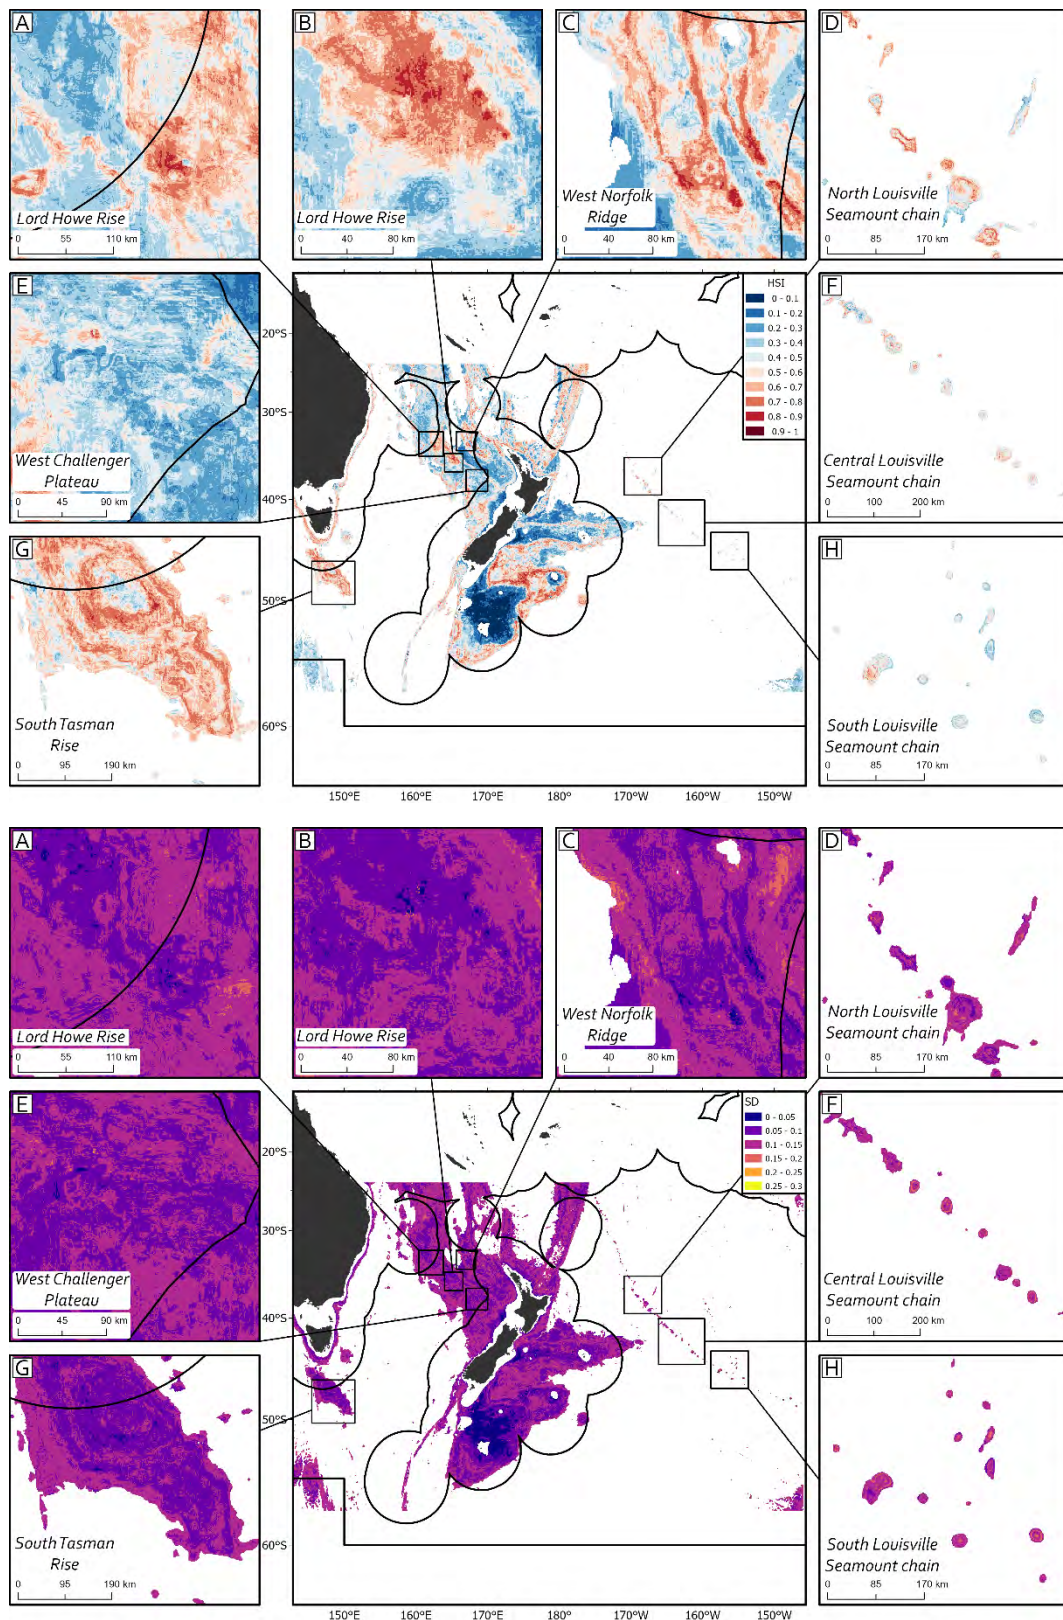 A
Lord Howe Rise
0 55 110 km
B
Lord Howe Rise
0 40 80 km
C
West Norfolk
Ridge
0 40 80 km
D
North Louisville
Seamount chain
0 85 170 km
E
West Challenger
Plateau
0 45 90 km
HSI
0 - 0.1
0.1 - 0.2
0.2 - 0.3
0.3 - 0.4
0.4 - 0.5
0.5 - 0.6
0.6 - 0.7
0.7 - 0.8
0.8 - 0.9
0.9 - 1
20°S
30°S
40°S
50°S
60°S
150°E 160°E 170°E 180° 170°W 160°W 150°W
F
Central Louisville
Seamount chain
0 100 200 km
G
South Tasman
Rise
0 95 190 km
H
South Louisville
Seamount chain
0 85 170 km
A
Lord Howe Rise
0 55 110 km
B
Lord Howe Rise
0 40 80 km
C
West Norfolk
Ridge
0 40 80 km
D
North Louisville
Seamount chain
0 85 170 km
E
West Challenger
Plateau
0 45 90 km
SD
0 - 0.05
0.05 - 0.1
0.1 - 0.15
0.15 - 0.2
0.2 - 0.25
0.25 - 0.3
20°S
30°S
40°S
50°S
60°S
150°E 160°E 170°E 180° 170°W 160°W 150°W
F
Central Louisville
Seamount chain
0 100 200 km
G
South Tasman
Rise
0 95 190 km
H
South Louisville
Seamount chain
0 85 170 km